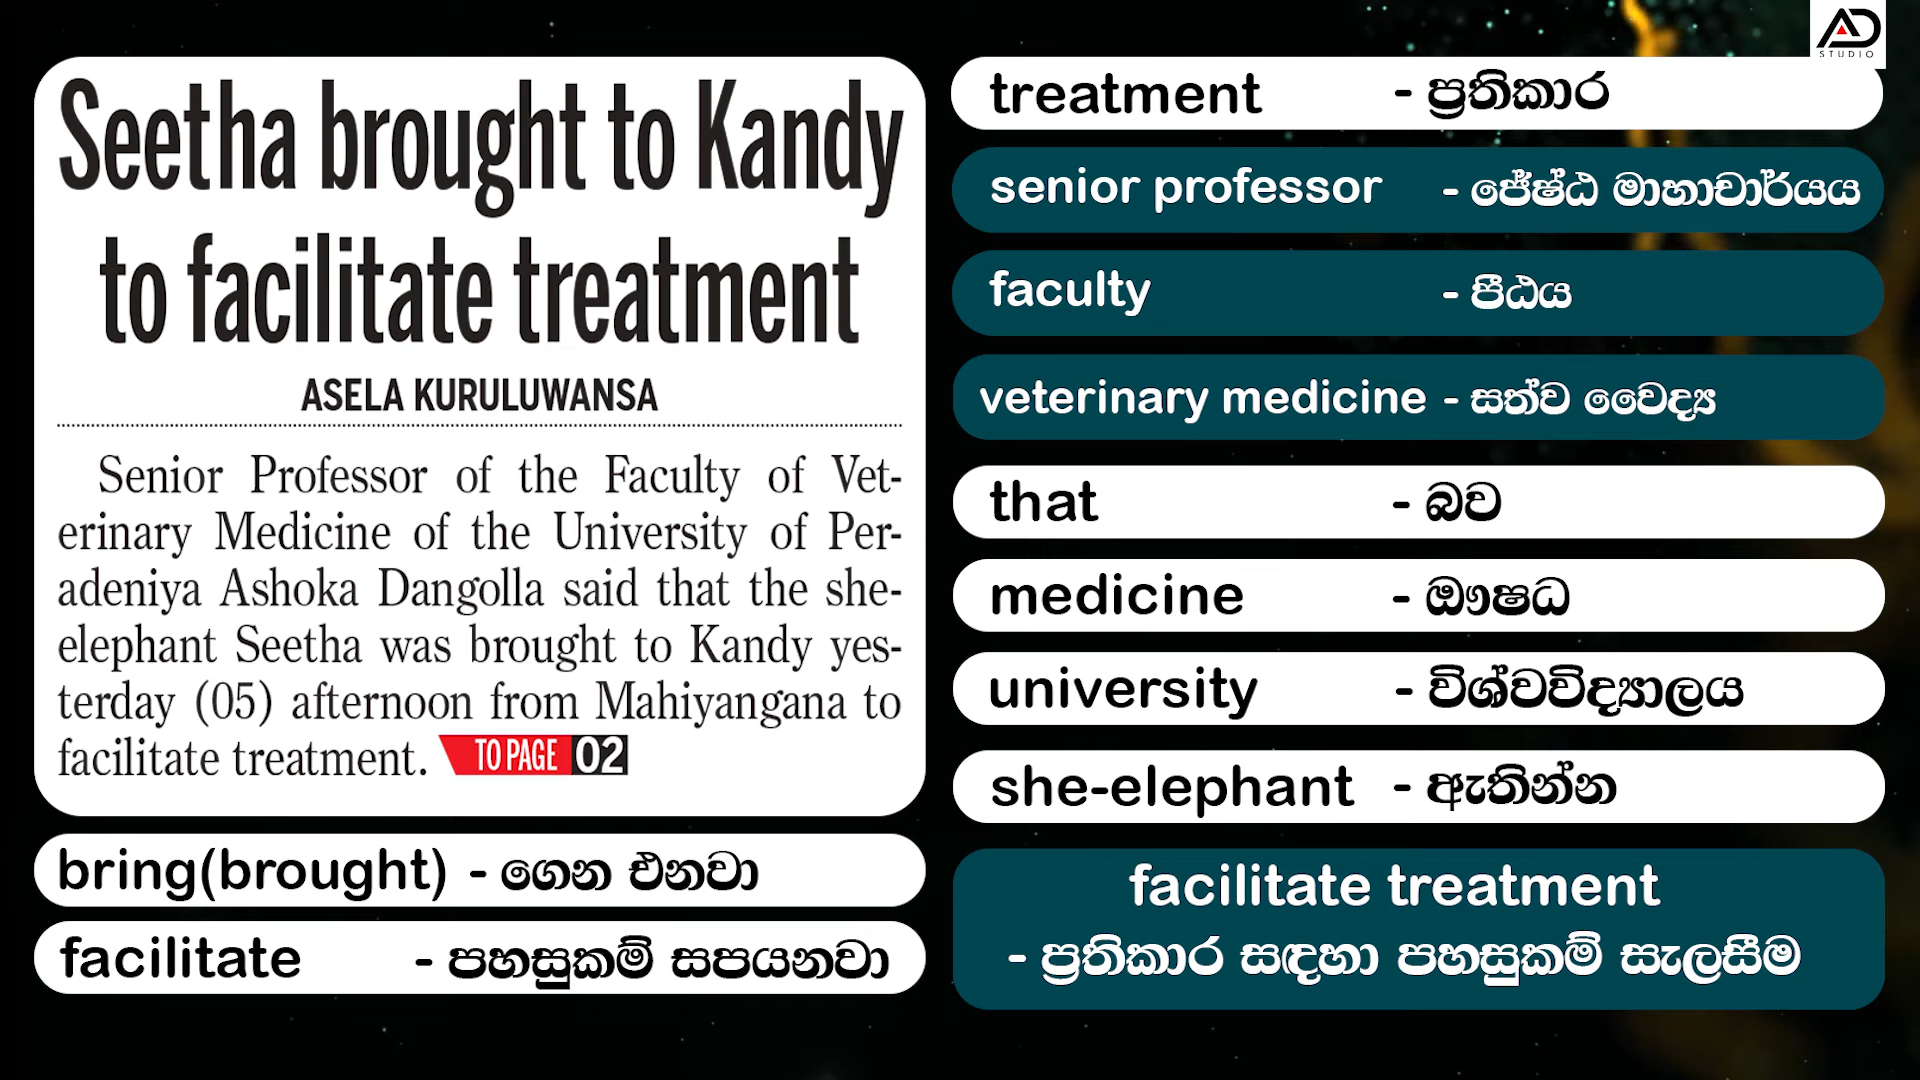 AD
STUDIO
Seetha brought to Kandy
to facilitate treatment
ASELA KURULUWANSA
Senior Professor of the Faculty of Vet-
erinary Medicine of the University of Per-
adeniya Ashoka Dangolla said that the she-
elephant Seetha was brought to Kandy yes-
terday (05) afternoon from Mahiyangana to
facilitate treatment. TO PAGE 02
bring(brought) - ගෙන එනවා
facilitate - පහසුකම් සපයනවා
treatment - ප්‍රතිකාර
senior professor - ජේෂ්ඨ මාහාචාර්යය
faculty - පීඨය
veterinary medicine - සත්ව වෛද්‍ය
that - බව
medicine - ඖෂධ
university - විශ්වවිද්‍යාලය
she-elephant - ඇතින්න
facilitate treatment
- ප්‍රතිකාර සඳහා පහසුකම් සැලසීම